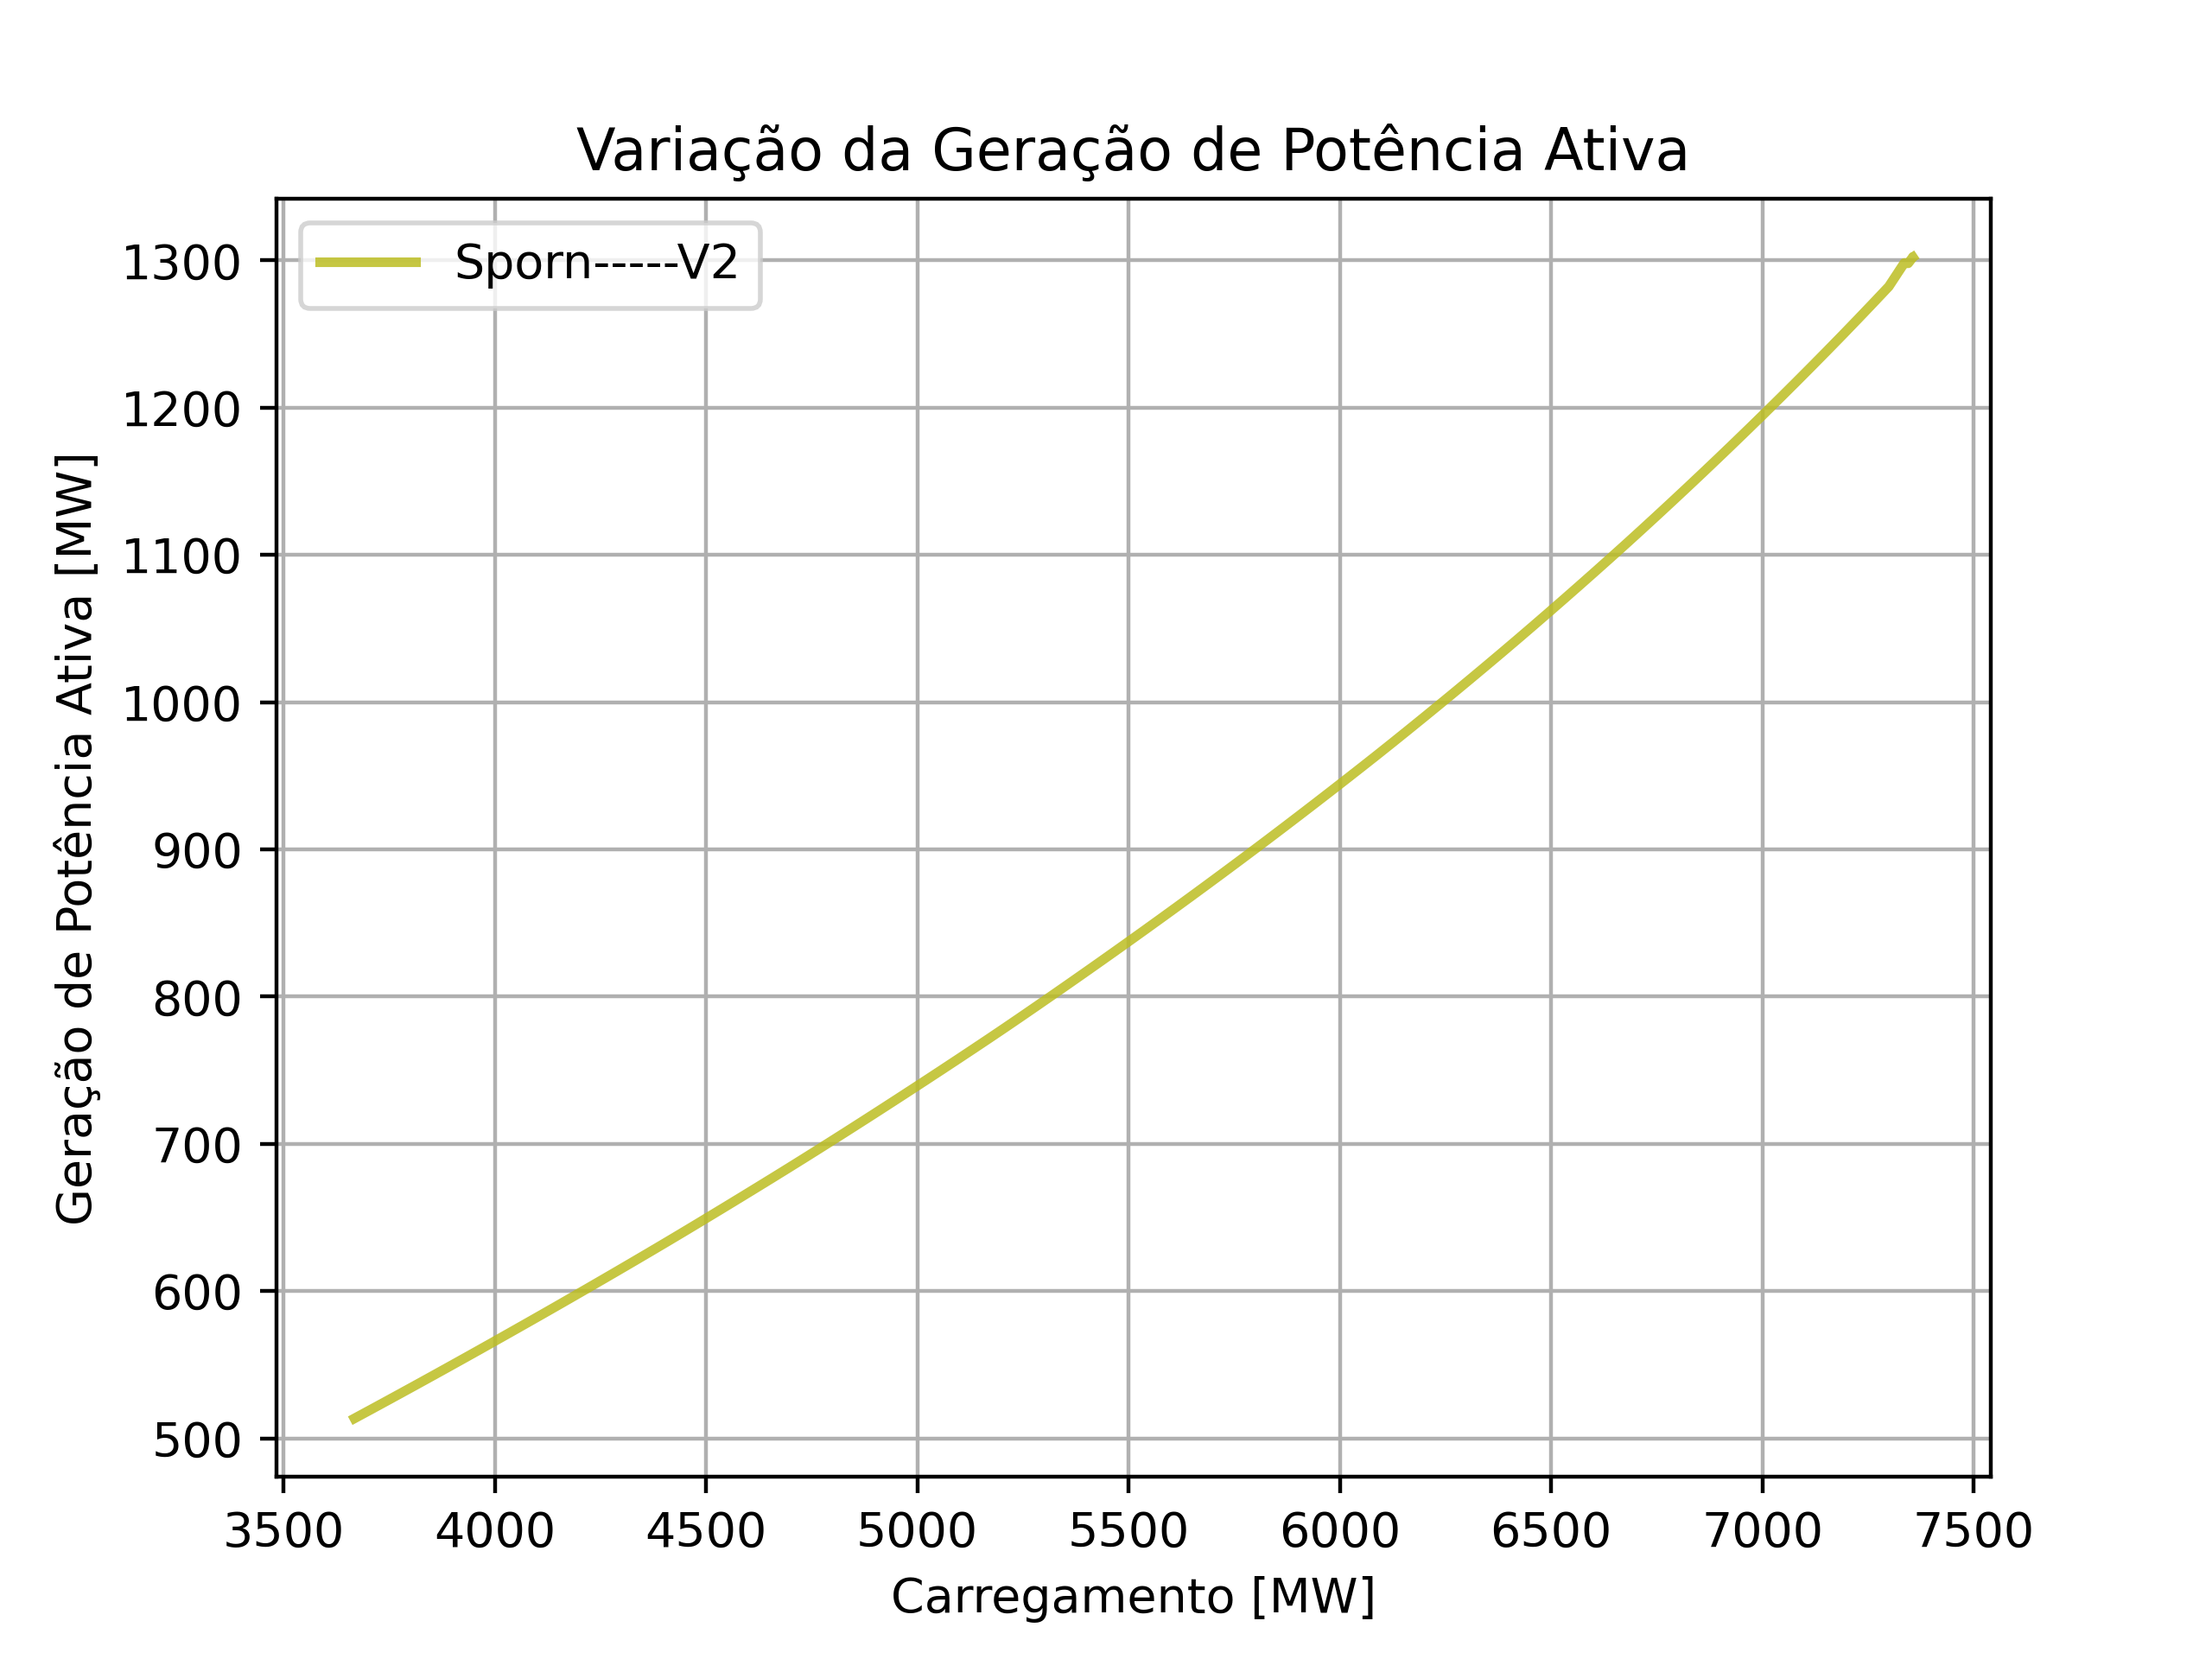 Variação da Geração de Potência Ativa
Sporn------V2
Geração de Potência Ativa [MW]
1300
1200
1100
1000
900
800
700
600
500
3500 4000 4500 5000 5500 6000 6500 7000 7500
Carregamento [MW]